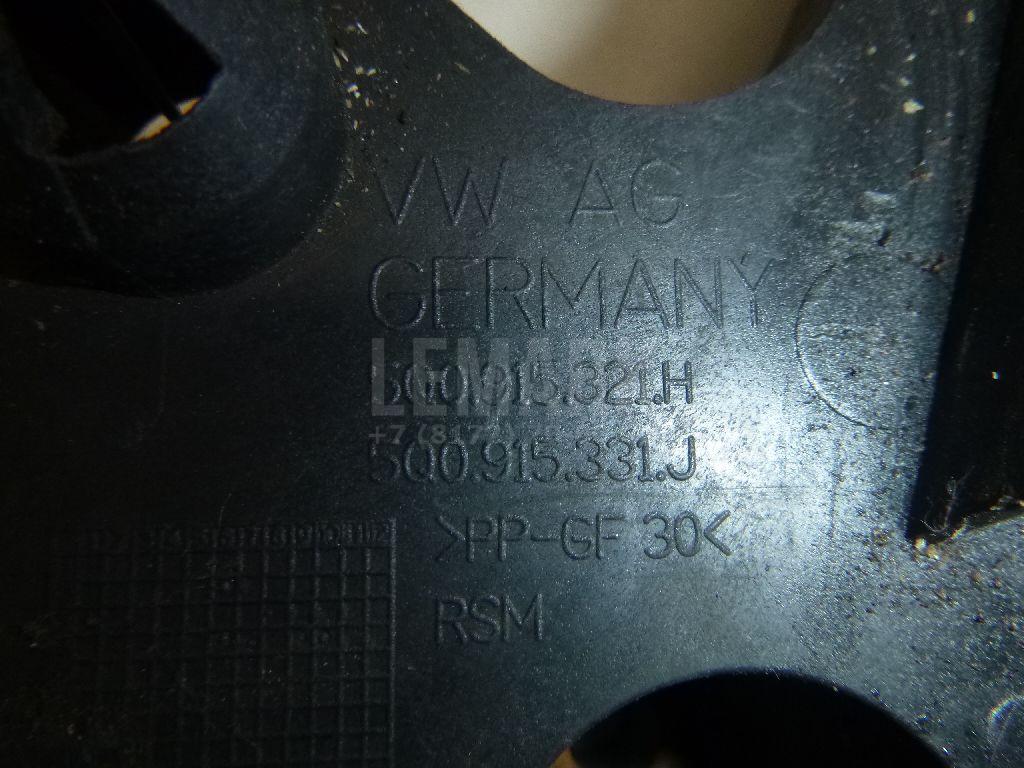 VW AG
GERMANY
5Q0.915.321.H
5Q0.915.331.J
>PP-GF 30<
RSM